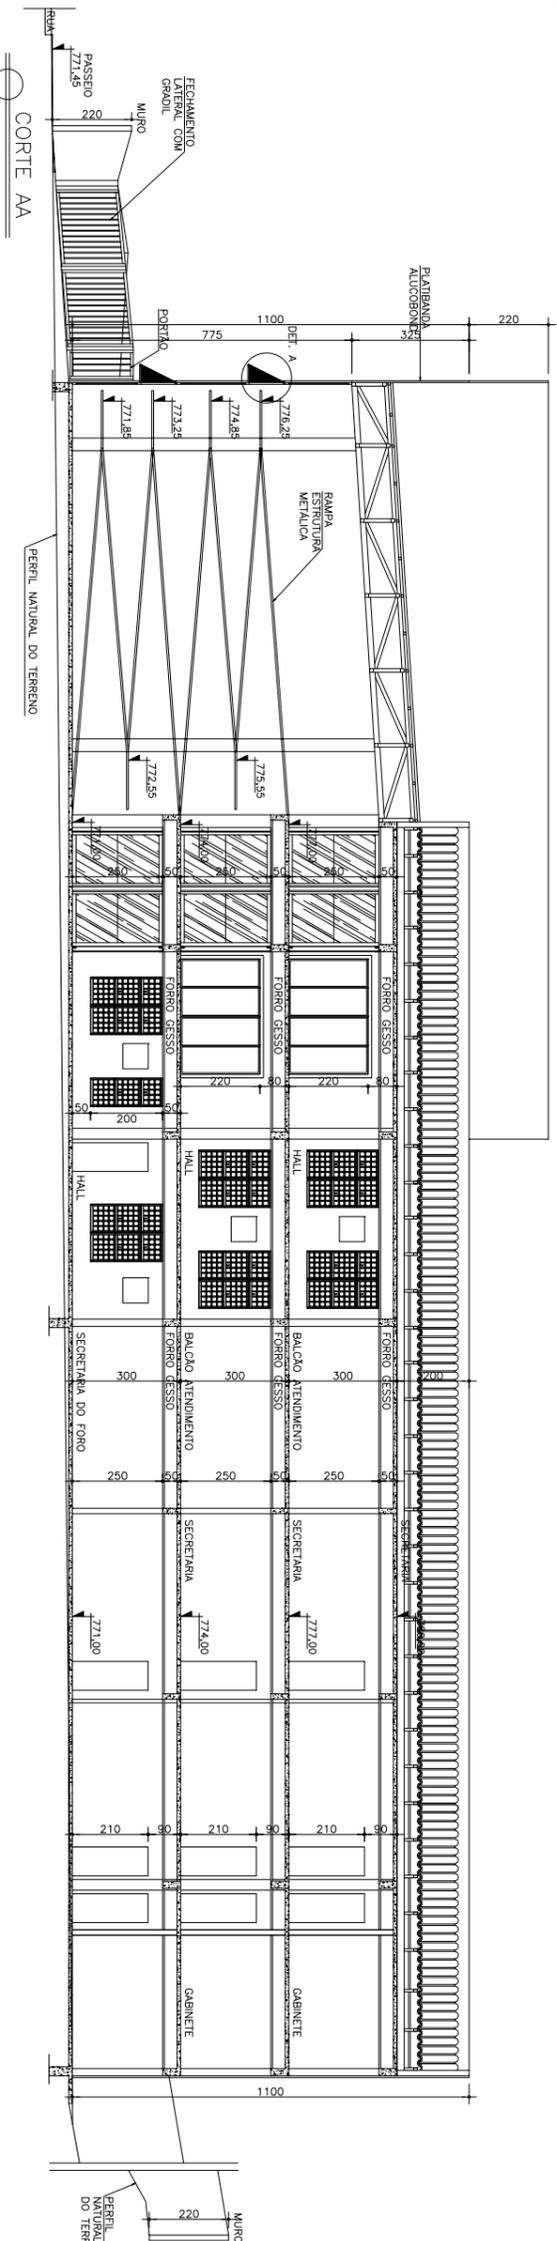 RUA
PASSEIO
771,45
CORTE AA
220
MURO
FECHAMENTO
LATERAL COM
GRADIL
PORTÃO
PLATIBANDA
1100
220
775
325
DET. A
771,85
773,25
774,85
776,25
RAMPA
ESTRUTURA
METÁLICA
PERFIL NATURAL DO TERRENO
772,55
775,55
250
50
250
50
250
50
FORRO GESSO
FORRO GESSO
FORRO GESSO
220
80
220
80
50
200
50
HALL
HALL
HALL
SECRETARIA DO FORO
FORRO GESSO
BALCÃO ATENDIMENTO
FORRO GESSO
BALCÃO ATENDIMENTO
FORRO GESSO
300
300
300
200
250
50
250
50
250
50
SECRETARIA
SECRETARIA
SECRETARIA
771,00
774,00
777,00
210
90
210
90
210
90
GABINETE
GABINETE
1100
PERFIL
NATURAL
220
MURO